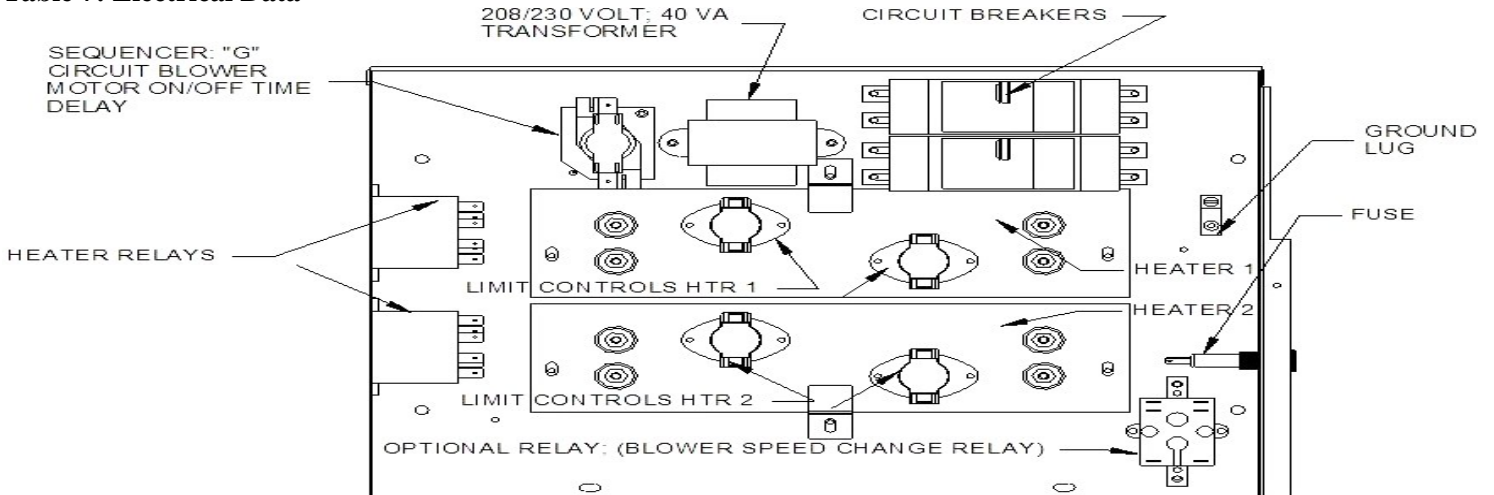 Table 7: Electrical Data
208/230 VOLT; 40 VA
TRANSFORMER
CIRCUIT BREAKERS
SEQUENCER: "G"
CIRCUIT BLOWER
MOTOR ON/OFF TIME
DELAY
GROUND
LUG
FUSE
HEATER RELAYS
HEATER 1
LIMIT CONTROLS HTR 1
HEATER 2
LIMIT CONTROLS HTR 2
OPTIONAL RELAY; (BLOWER SPEED CHANGE RELAY)